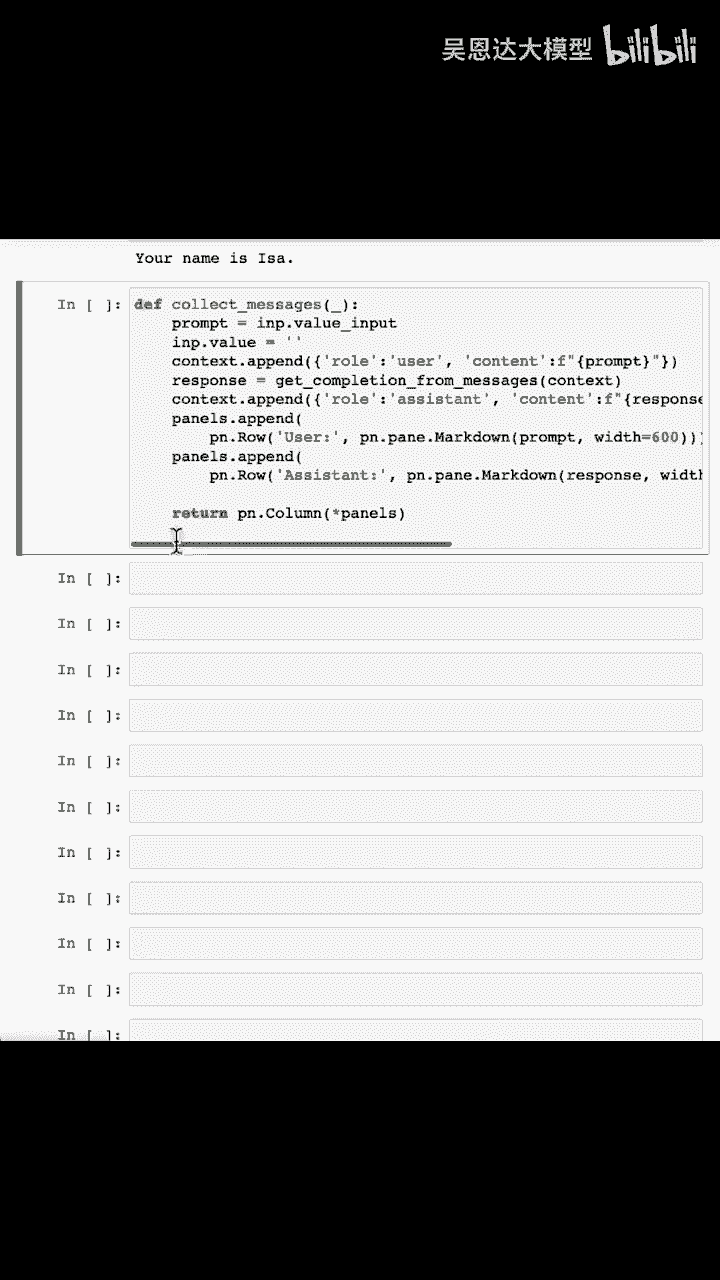 吴恩达大模型 bilibili
Your name is Isa.
In [ ]: def collect_messages(_):
    prompt = inp.value_input
    inp.value = ''
    context.append({'role':'user', 'content':f"{prompt}"})
    response = get_completion_from_messages(context)
    context.append({'role':'assistant', 'content':f"{response
    panels.append(
        pn.Row('User:', pn.pane.Markdown(prompt, width=600)))
    panels.append(
        pn.Row('Assistant:', pn.pane.Markdown(response, widt
    return pn.Column(*panels)
In [ ]:
In [ ]:
In [ ]:
In [ ]:
In [ ]:
In [ ]:
In [ ]:
In [ ]:
In [ ]:
In [ ]:
In [ ]: